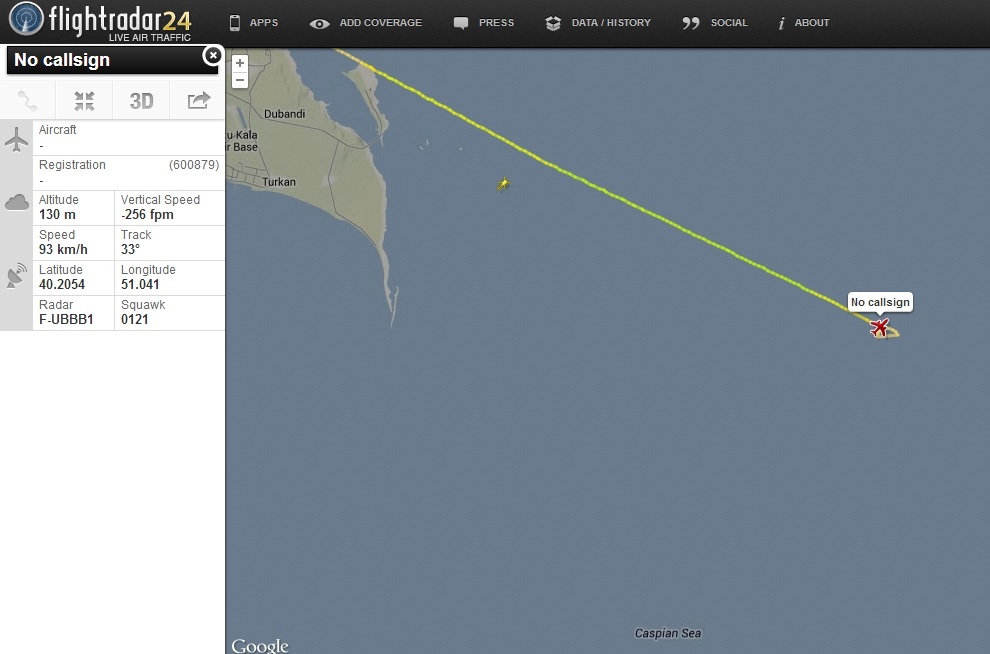 flightradar24
LIVE AIR TRAFFIC
APPS
ADD COVERAGE
PRESS
DATA / HISTORY
SOCIAL
ABOUT
No callsign
3D
Aircraft
-
Registration (600879)
-
Altitude Vertical Speed
130 m -256 fpm
Speed Track
93 km/h 33°
Latitude Longitude
40.2054 51.041
Radar Squawk
F-UBBB1 0121
+
−
Dubandi
u-Kala
ir Base
Turkan
No callsign
Caspian Sea
Google